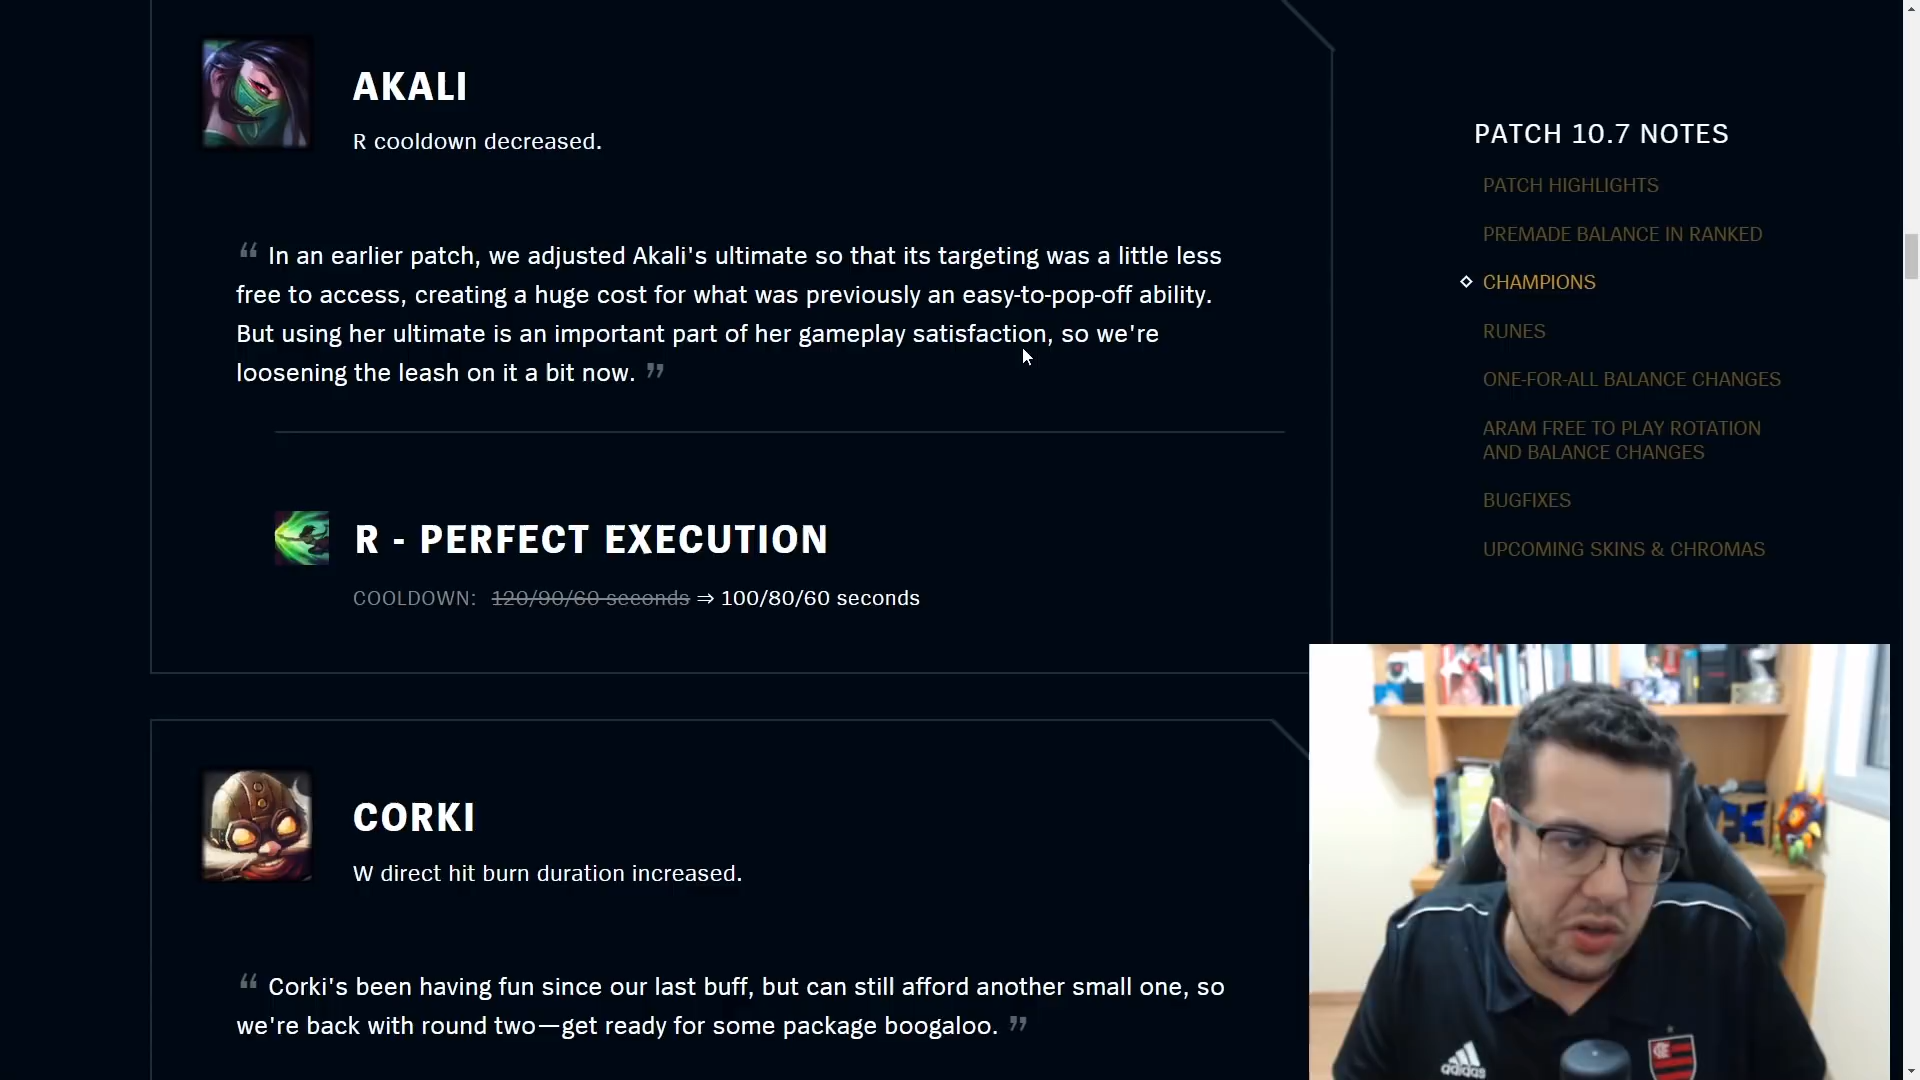 AKALI
R cooldown decreased.
“ In an earlier patch, we adjusted Akali's ultimate so that its targeting was a little less
free to access, creating a huge cost for what was previously an easy-to-pop-off ability.
But using her ultimate is an important part of her gameplay satisfaction, so we're
loosening the leash on it a bit now. ”
R - PERFECT EXECUTION
COOLDOWN: 120/90/60 seconds ⇒ 100/80/60 seconds
CORKI
W direct hit burn duration increased.
“ Corki's been having fun since our last buff, but can still afford another small one, so
we're back with round two—get ready for some package boogaloo. ”
PATCH 10.7 NOTES
PATCH HIGHLIGHTS
PREMADE BALANCE IN RANKED
CHAMPIONS
RUNES
ONE-FOR-ALL BALANCE CHANGES
ARAM FREE TO PLAY ROTATION
AND BALANCE CHANGES
BUGFIXES
UPCOMING SKINS & CHROMAS
adidas